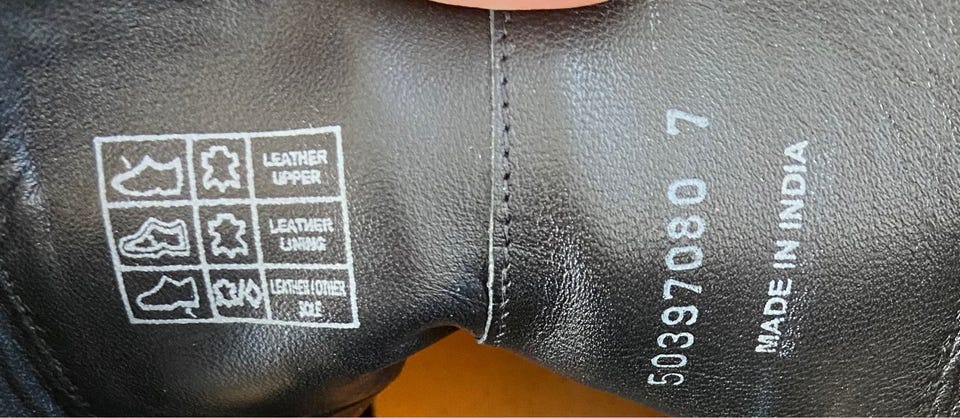 LEATHER
UPPER
LEATHER
LINING
LEATHER/OTHER
SOLE
50397080 7
MADE IN INDIA